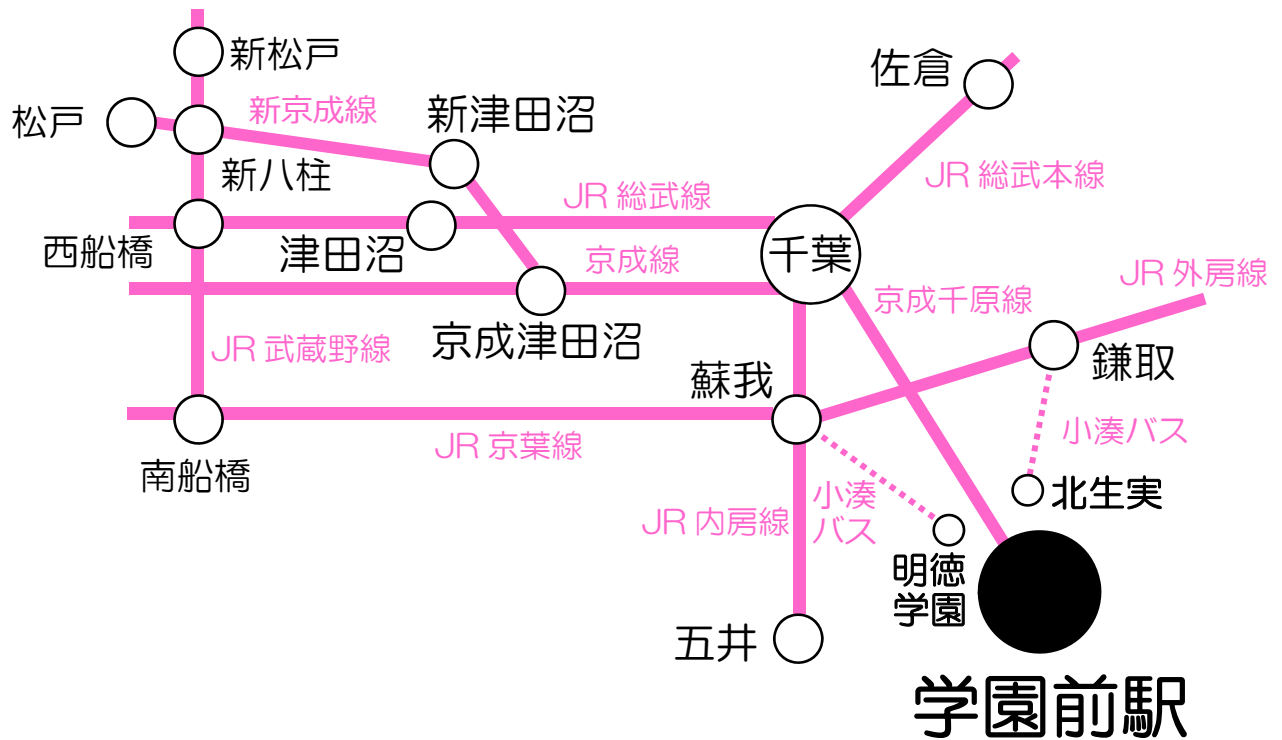 新松戸
佐倉
松戸
新京成線
新津田沼
新八柱
JR 総武本線
JR 総武線
西船橋
津田沼
千葉
京成線
JR 外房線
京成千原線
京成津田沼
JR 武蔵野線
鎌取
蘇我
小湊バス
JR 京葉線
南船橋
北生実
小湊
バス
JR 内房線
明徳
学園
五井
学園前駅